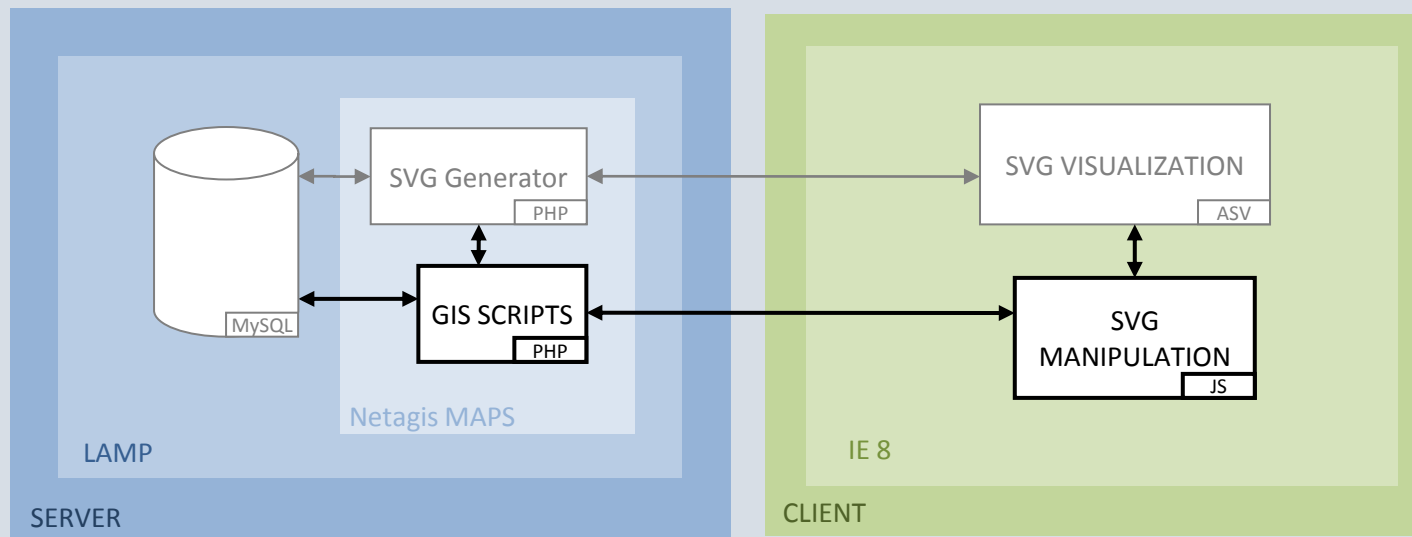 SVG Generator
PHP
SVG VISUALIZATION
ASV
MySQL
GIS SCRIPTS
PHP
SVG
MANIPULATION
JS
Netagis MAPS
LAMP
IE 8
SERVER
CLIENT